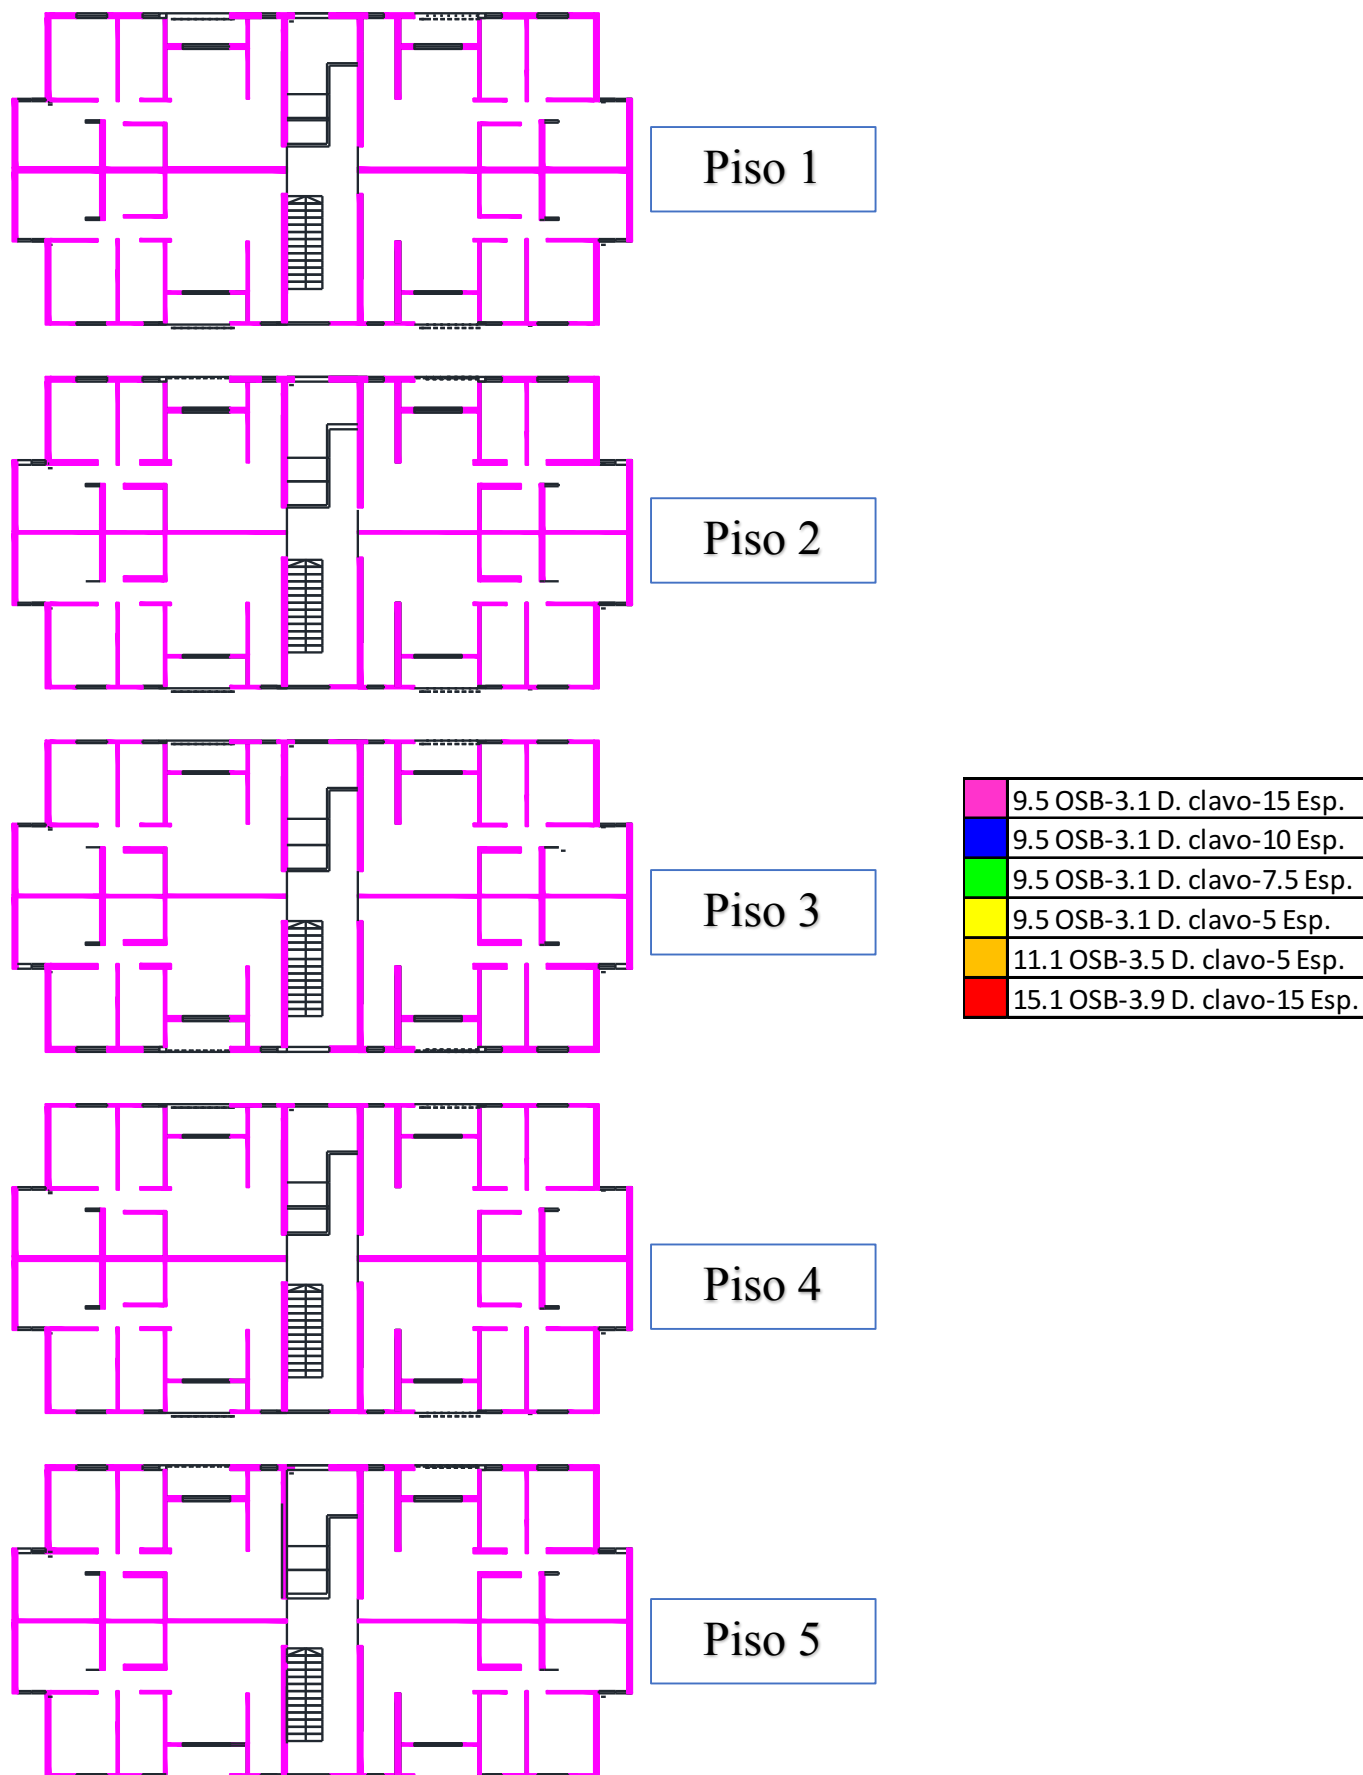 Piso 1
Piso 2
Piso 3
9.5 OSB-3.1 D. clavo-15 Esp.
9.5 OSB-3.1 D. clavo-10 Esp.
9.5 OSB-3.1 D. clavo-7.5 Esp.
9.5 OSB-3.1 D. clavo-5 Esp.
11.1 OSB-3.5 D. clavo-5 Esp.
15.1 OSB-3.9 D. clavo-15 Esp.
Piso 4
Piso 5